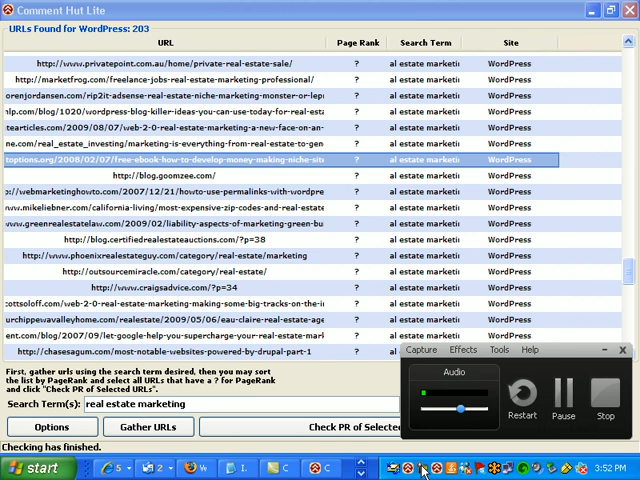 Comment Hut Lite
URLs Found for WordPress: 203
URL Page Rank Search Term Site
http://www.privatepoint.com.au/home/private-real-estate-sale/ ? al estate marketi WordPress
http://marketfrog.com/freelance-jobs-real-estate-marketing-professional/ ? al estate marketi WordPress
orenjordansen.com/rip2it-adsense-real-estate-niche-marketing-monster-or-lep ? al estate marketi WordPress
nlp.com/blog/1020/wordpress-blog-killer-ideas-you-can-use-today-for-real-esta ? al estate marketi WordPress
tearticles.com/2009/08/07/web-2-0-real-estate-marketing-a-new-face-on-an- ? al estate marketi WordPress
ne.com/real_estate_investing/marketing-is-everything-from-real-estate-to-gen ? al estate marketi WordPress
toptions.org/2008/02/07/free-ebook-how-to-develop-money-making-niche-site ? al estate marketi WordPress
http://blog.goomzee.com/ ? al estate marketi WordPress
p://webmarketinghowto.com/2007/12/21/howto-use-permalinks-with-wordpre ? al estate marketi WordPress
www.mikeliebner.com/california-living/most-expensive-zip-codes-and-real-estate ? al estate marketi WordPress
www.greenrealestatelaw.com/2009/02/liability-aspects-of-marketing-green-bu ? al estate marketi WordPress
http://blog.certifiedrealestateauctions.com/?p=38 ? al estate marketi WordPress
http://www.phoenixrealestateguy.com/category/real-estate/marketing ? al estate marketi WordPress
http://outsourcemiracle.com/category/real-estate/ ? al estate marketi WordPress
http://www.craigsadvice.com/?p=34 ? al estate marketi WordPress
cottsoloff.com/web-2-0-real-estate-marketing-making-some-big-tracks-on-the-i ? al estate marketi WordPress
urchippewavalleyhome.com/realestate/2009/05/06/eau-claire-real-estate-age ? al estate marketi WordPress
ent.com/blog/2007/09/let-google-help-you-supercharge-your-real-estate-mark
http://chasesagum.com/most-notable-websites-powered-by-drupal-part-1
Capture Effects Tools Help
Audio
Restart Pause Stop
First, gather urls using the search term desired, then you may sort
the list by PageRank and select all URLs that have a ? for PageRank
and click "Check PR of Selected URLs".
Search Term(s): real estate marketing
Options Gather URLs Check PR of Selecte
Checking has finished.
start 5 2 W I. C C 3:52 PM